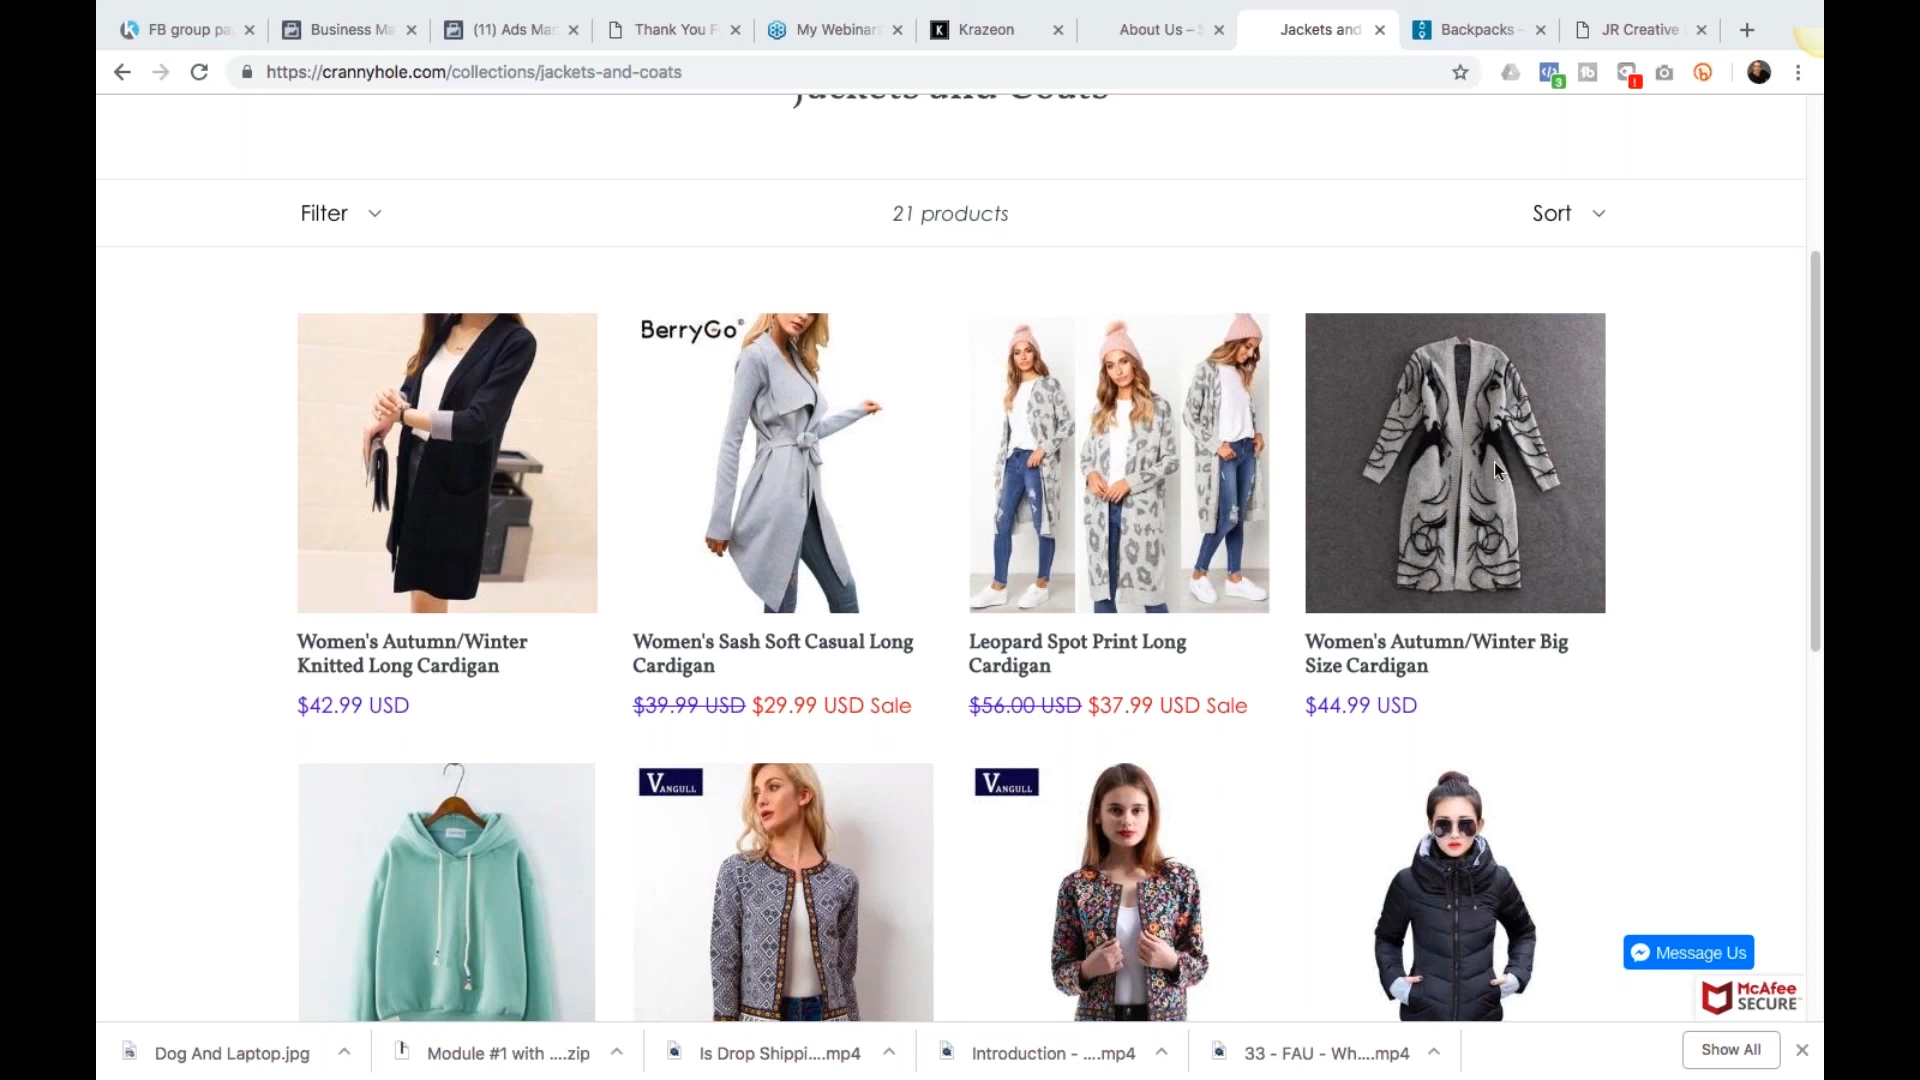 FB group pa
Business Ma
(11) Ads Man
Thank You F
My Webinars
Krazeon
About Us – S
Jackets and
Backpacks –
JR Creative
https://crannyhole.com/collections/jackets-and-coats
3
Jackets and Coats
Filter
21 products
Sort
BerryGo®
Women's Autumn/Winter
Knitted Long Cardigan
$42.99 USD
Women's Sash Soft Casual Long
Cardigan
$39.99 USD $29.99 USD Sale
Leopard Spot Print Long
Cardigan
$56.00 USD $37.99 USD Sale
Women's Autumn/Winter Big
Size Cardigan
$44.99 USD
VANGULL
VANGULL
Message Us
McAfee
SECURE™
Dog And Laptop.jpg
Module #1 with ....zip
Is Drop Shippi....mp4
Introduction - ....mp4
33 - FAU - Wh....mp4
Show All